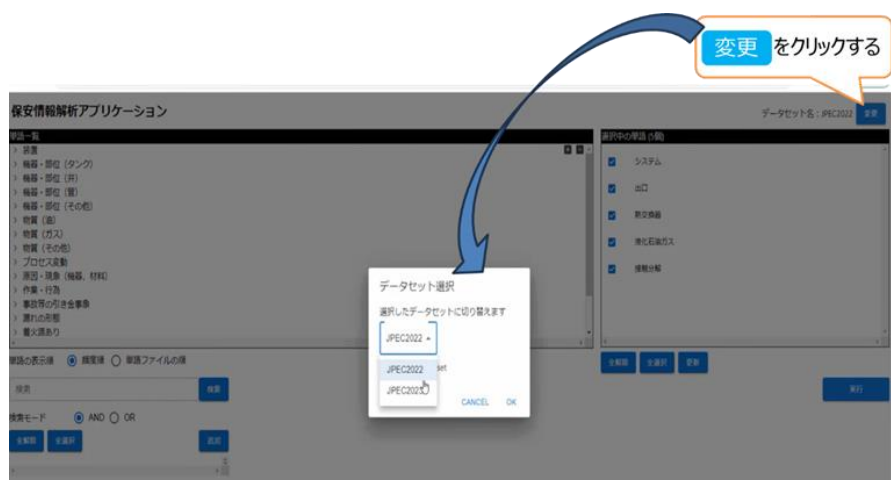 変更 をクリックする
保安情報解析アプリケーション
データセット名：JPEC2022 変更
単語一覧
装置
機器・部位（タンク）
機器・部位（弁）
機器・部位（管）
機器・部位（その他）
物質（油）
物質（ガス）
物質（その他）
プロセス変動
原因・現象（機器、材料）
作業・行為
事故等の引き金事象
漏れの形態
着火源あり
単語の表示順 頻度順 単語ファイルの順
検索 検索
検索モード AND OR
全解除 全選択 追加
選択中の単語 (5個)
システム
出口
熱交換器
液化石油ガス
接触分解
全解除 全選択 更新
実行
データセット選択
選択したデータセットに切り替えます
JPEC2022
JPEC2022
set
CANCEL OK